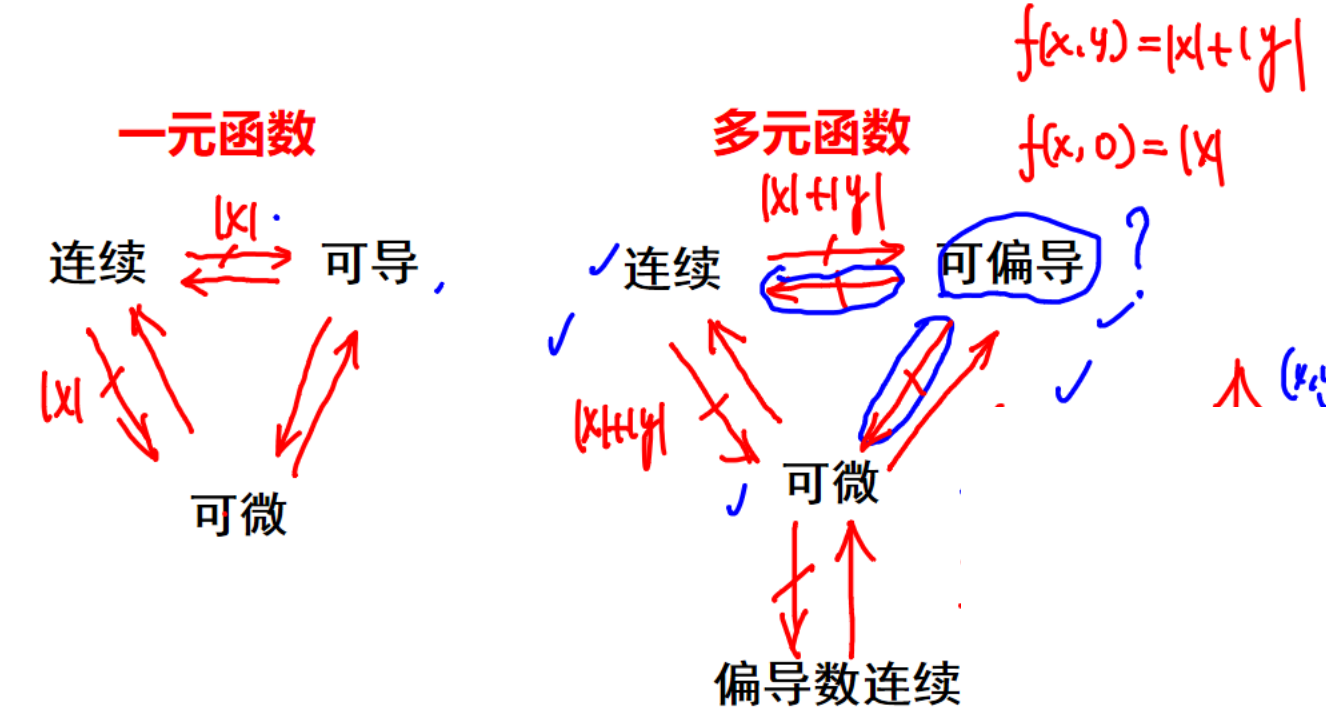 f(x,y)=|x|+|y|
一元函数
多元函数
f(x,0)=|x|
|x|
|x|+|y|
连续
可导
连续
可偏导
?
|x|
|x|+|y|
可微
可微
偏导数连续